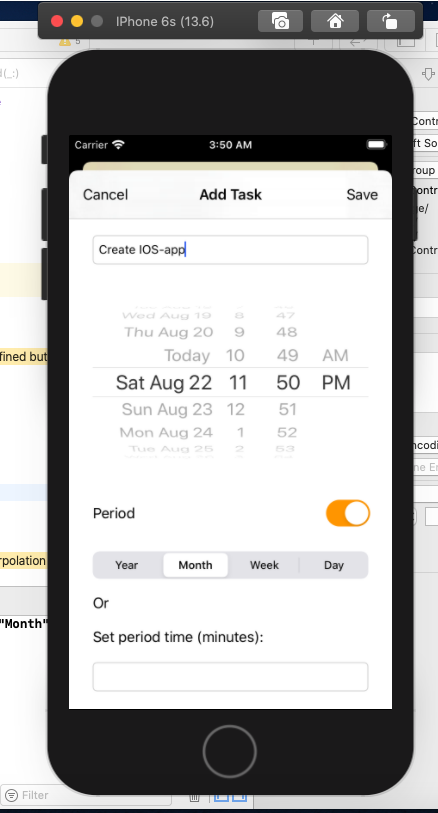 IPhone 6s (13.6)
5
d(_:)
Carrier 3:50 AM
Contr
ft So
Cancel Add Task Save
roup
ontr
e/
Create IOS-app
Contr
Wed Aug 19 8 47
Thu Aug 20 9 48
Today 10 49 AM
fined but
Sat Aug 22 11 50 PM
Sun Aug 23 12 51
Mon Aug 24 1 52
Tue Aug 25 2 53
ncodi
ne En
Period
rpolation
Year Month Week Day
Or
"Month"
Set period time (minutes):
Filter